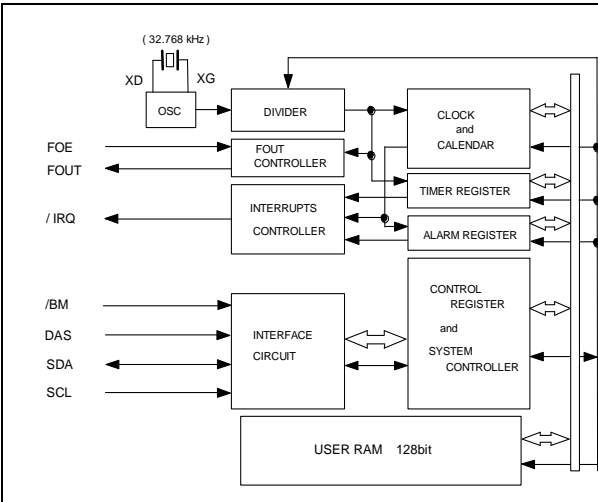 ( 32.768 kHz )
XD
XG
OSC
DIVIDER
CLOCK
and
CALENDAR
FOE
FOUT
FOUT
CONTROLLER
TIMER REGISTER
/ IRQ
INTERRUPTS
CONTROLLER
ALARM REGISTER
/BM
DAS
SDA
SCL
INTERFACE
CIRCUIT
CONTROL
REGISTER
and
SYSTEM
CONTROLLER
USER RAM 128bit